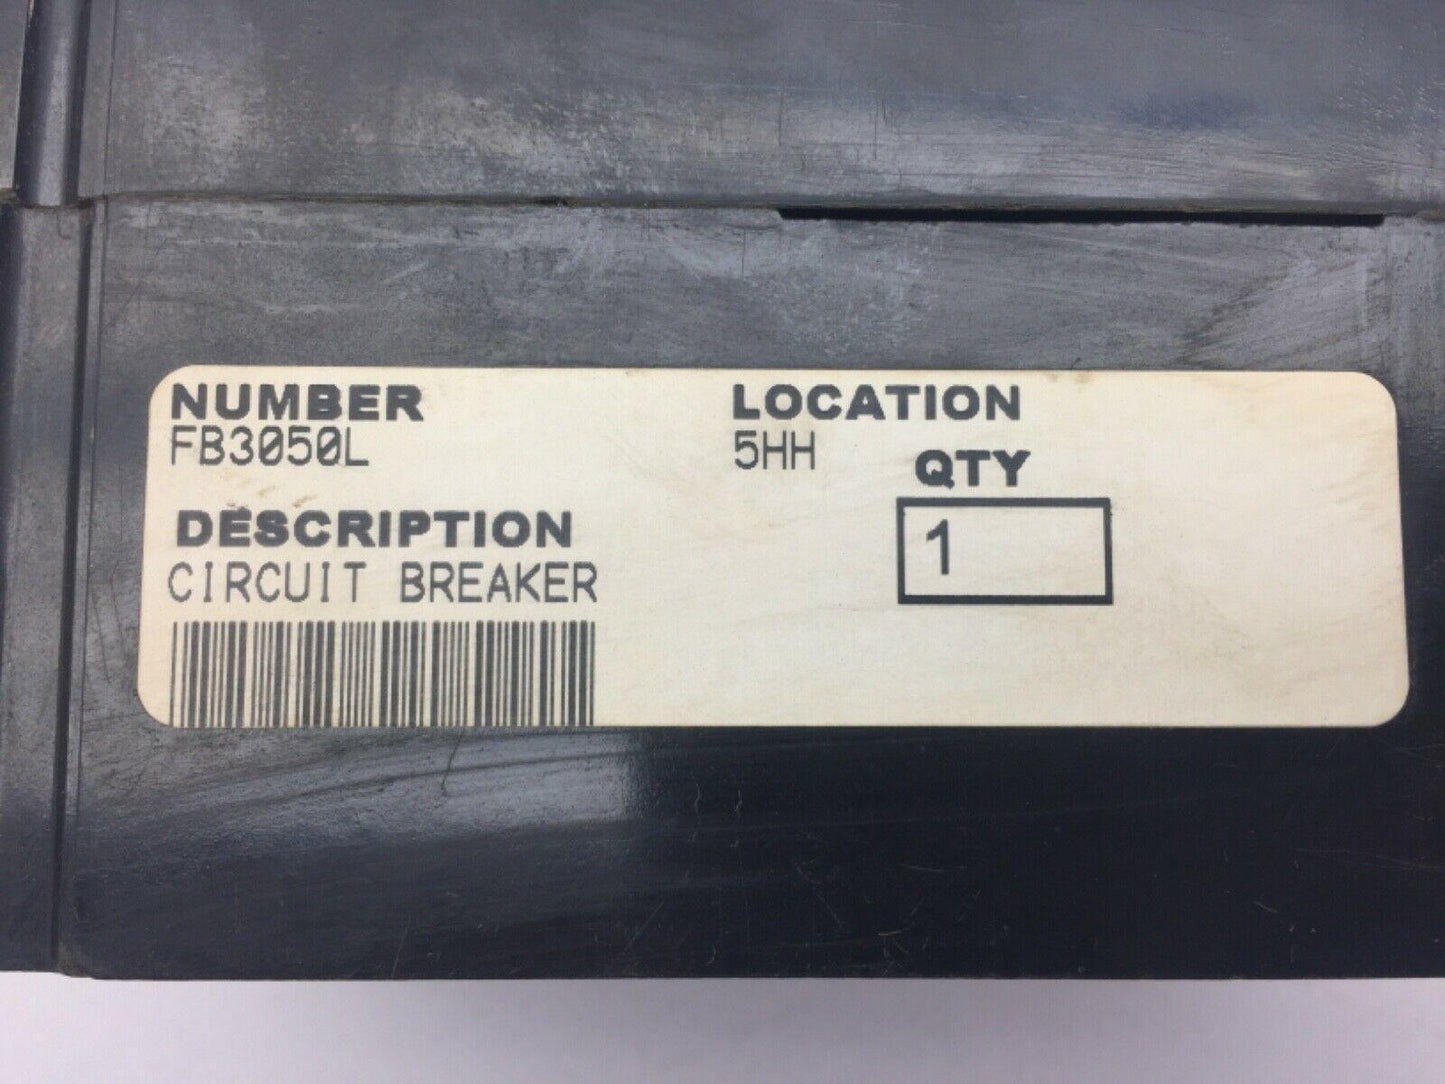 NUMBER
FB3050L
LOCATION
5HH
QTY
1
DESCRIPTION
CIRCUIT BREAKER